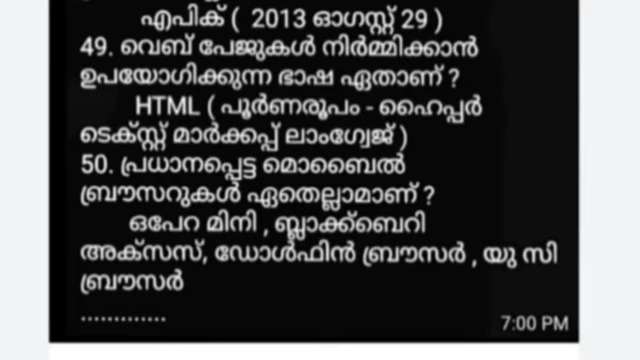 എപിക് ( 2013 ഓഗസ്റ്റ് 29 )
49. വെബ് പേജുകൾ നിർമ്മിക്കാൻ
ഉപയോഗിക്കുന്ന ഭാഷ ഏതാണ് ?
HTML ( പൂർണരൂപം - ഹൈപ്പർ
ടെക്സ്റ്റ് മാർക്കപ്പ് ലാംഗ്വേജ് )
50. പ്രധാനപ്പെട്ട മൊബൈൽ
ബ്രൗസറുകൾ ഏതെല്ലാമാണ് ?
ഒപേറ മിനി , ബ്ലാക്ക്ബെറി
അക്സസ്, ഡോൾഫിൻ ബ്രൗസർ , യു സി
ബ്രൗസർ
.............
7:00 PM